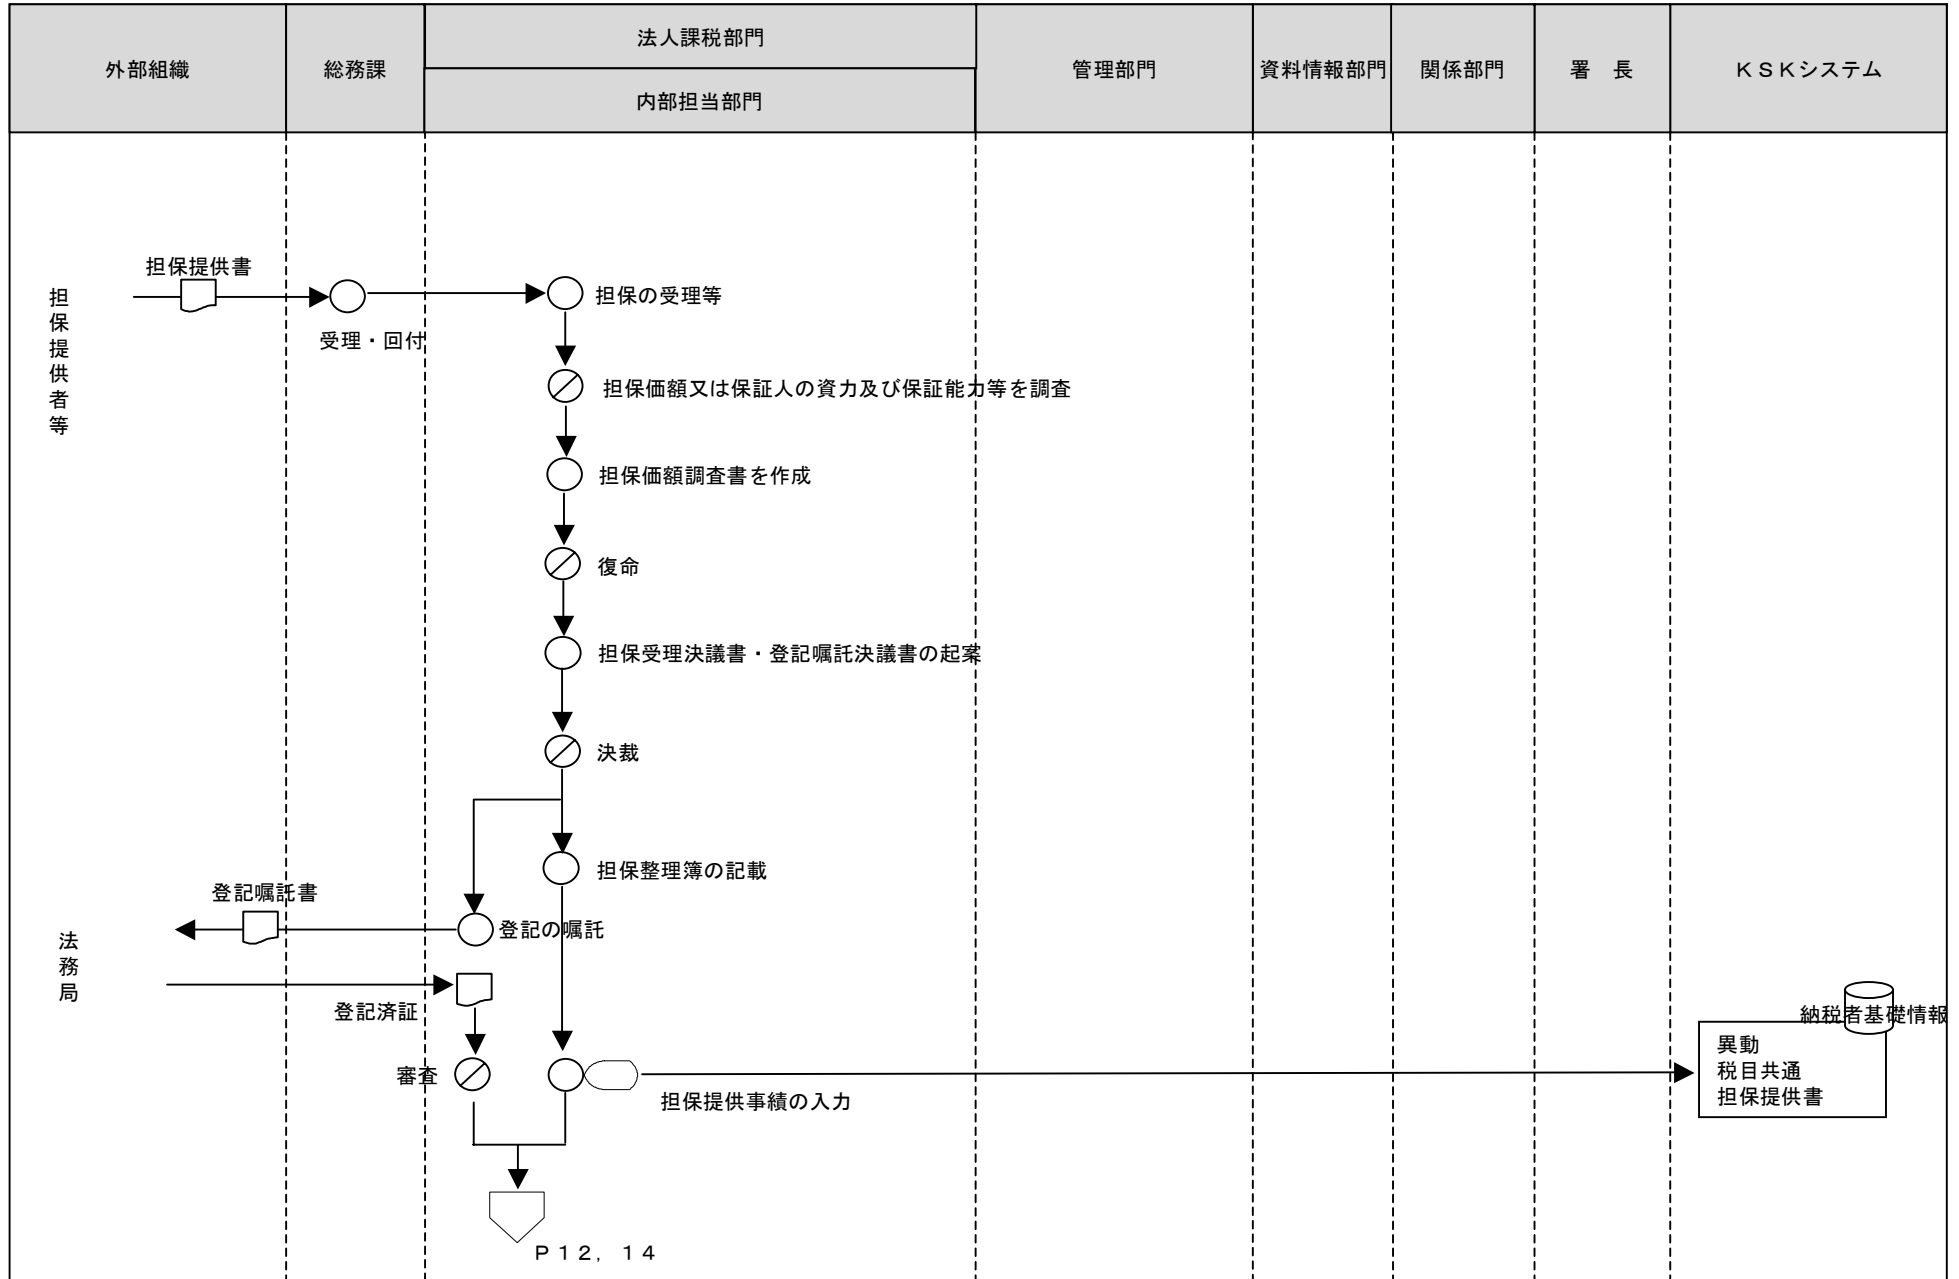 外部組織
総務課
法人課税部門
内部担当部門
管理部門
資料情報部門
関係部門
署　長
ＫＳＫシステム
担保提供者等
担保提供書
受理・回付
担保の受理等
担保価額又は保証人の資力及び保証能力等を調査
担保価額調査書を作成
復命
担保受理決議書・登記嘱託決議書の起案
決裁
担保整理簿の記載
登記嘱託書
登記の嘱託
法務局
登記済証
審査
担保提供事績の入力
納税者基礎情報
異動
税目共通
担保提供書
Ｐ１２，１４